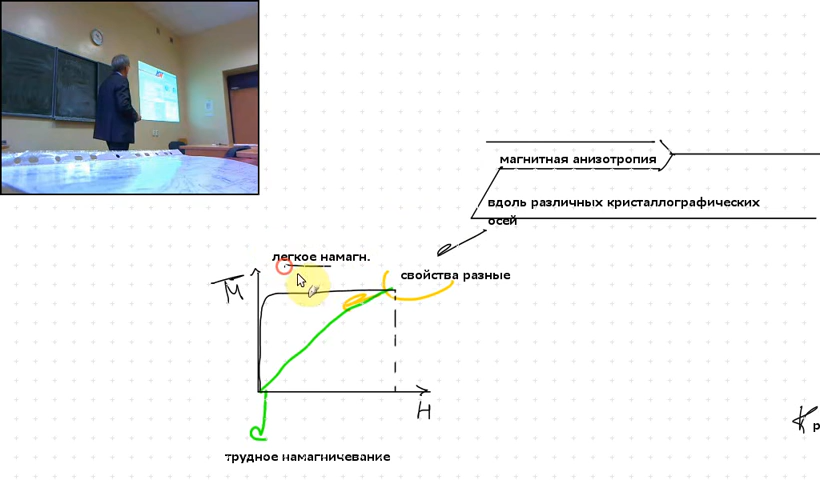 магнитная анизотропия
вдоль различных кристаллографических
осей
легкое намагн.
свойства разные
M
H
трудное намагничевание